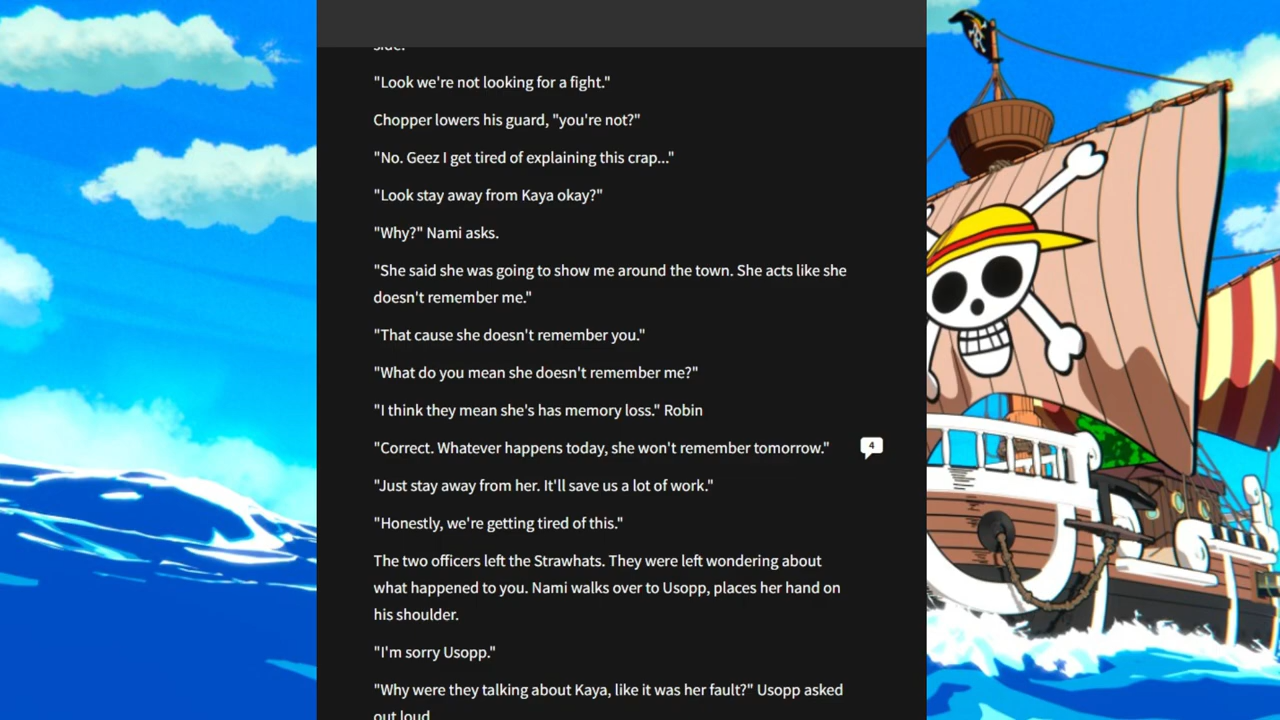 side.
"Look we're not looking for a fight."
Chopper lowers his guard, "you're not?"
"No. Geez I get tired of explaining this crap..."
"Look stay away from Kaya okay?"
"Why?" Nami asks.
"She said she was going to show me around the town. She acts like she
doesn't remember me."
"That cause she doesn't remember you."
"What do you mean she doesn't remember me?"
"I think they mean she's has memory loss." Robin
"Correct. Whatever happens today, she won't remember tomorrow."
4
"Just stay away from her. It'll save us a lot of work."
"Honestly, we're getting tired of this."
The two officers left the Strawhats. They were left wondering about
what happened to you. Nami walks over to Usopp, places her hand on
his shoulder.
"I'm sorry Usopp."
"Why were they talking about Kaya, like it was her fault?" Usopp asked
out loud